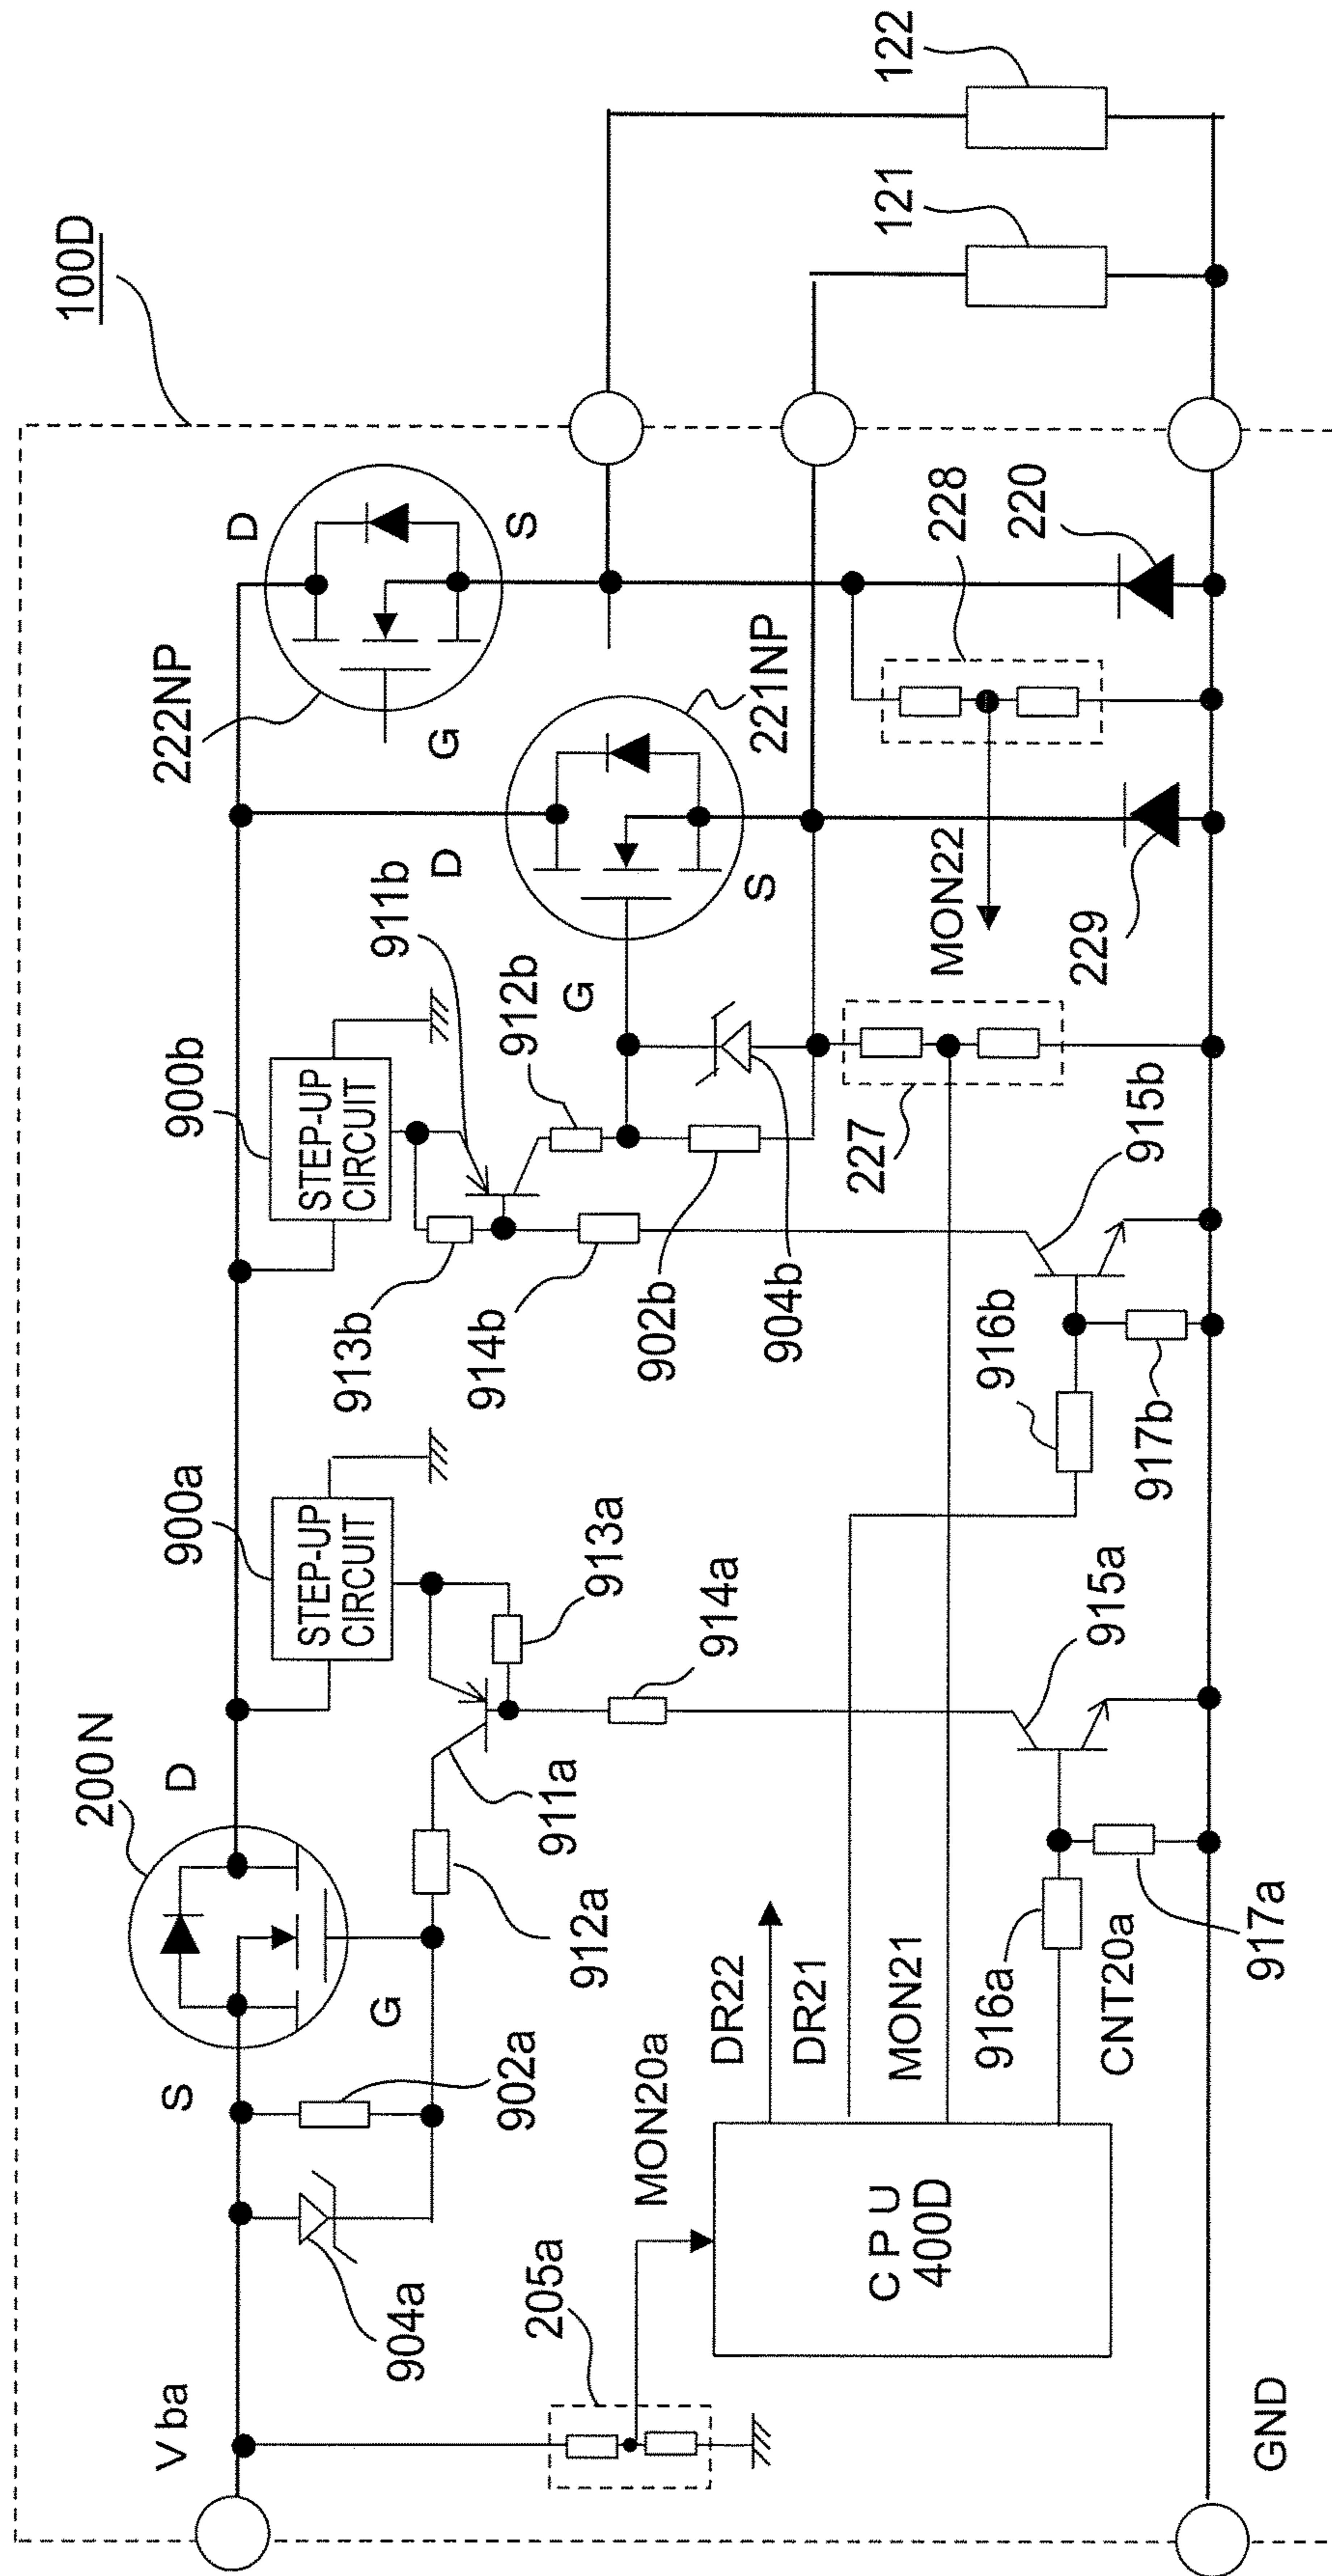 100D
200N
D
S
G
900a
STEP-UP
CIRCUIT
900b
STEP-UP
CIRCUIT
222NP
D
S
G
Vba
904a
902a
912a
911a
913a
914a
913b
914b
911b
912b
G
D
S
221NP
902b
904b
227
228
MON22
220
229
122
121
205a
MON20a
CPU
400D
DR22
DR21
MON21
916a
CNT20a
917a
915a
916b
917b
915b
GND